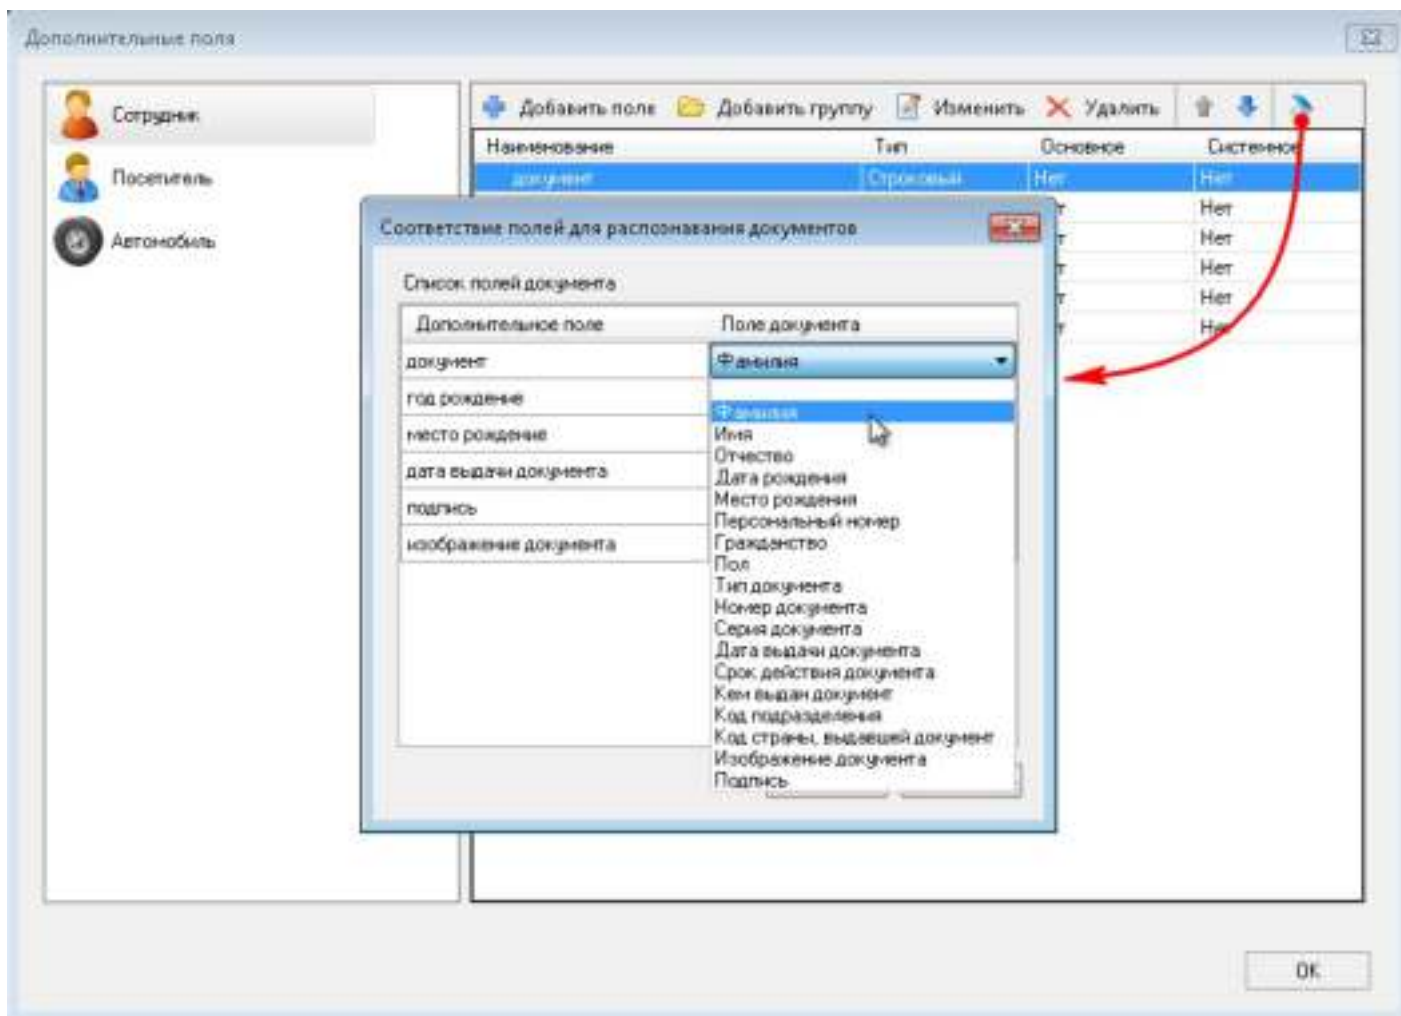 Дополнительные поля
Сотрудник
Посетитель
Автомобиль
Добавить поле Добавить группу Изменить Удалить
Наименование Тип Основное Системное
документ Строковый Нет Нет
Нет
Нет
Нет
Нет
Нет
Соответствие полей для распознавания документов
Список полей документа
Дополнительное поле Поле документа
документ Фамилия
год рождение
место рождение
дата выдачи документа
подпись
изображение документа
Фамилия
Имя
Отчество
Дата рождения
Место рождения
Персональный номер
Гражданство
Пол
Тип документа
Номер документа
Серия документа
Дата выдачи документа
Срок действия документа
Кем выдан документ
Код подразделения
Код страны, выдавшей документ
Изображение документа
Подпись
OK